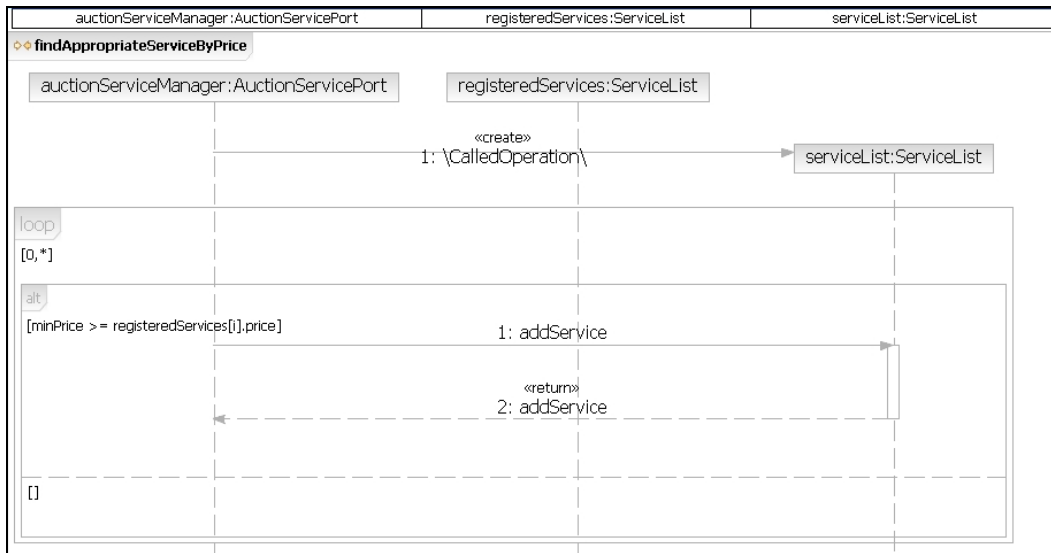 auctionServiceManager:AuctionServicePort registeredServices:ServiceList serviceList:ServiceList
findAppropriateServiceByPrice
auctionServiceManager:AuctionServicePort registeredServices:ServiceList
«create»
1: \CalledOperation\
serviceList:ServiceList
loop
[0,*]
alt
[minPrice >= registeredServices[i].price]
1: addService
«return»
2: addService
[]